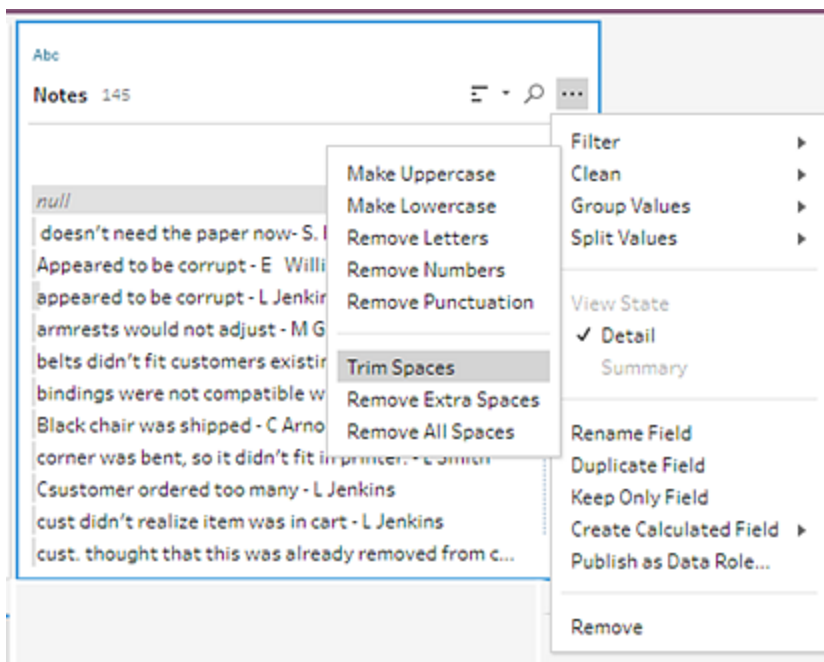 Abc
Notes 145
null
doesn't need the paper now- S.
Appeared to be corrupt - E Willi
appeared to be corrupt - L Jenkin
armrests would not adjust - M G
belts didn't fit customers existin
bindings were not compatible w
Black chair was shipped - C Arno
corner was bent, so it didn't fit in printer. - L Smith
Csustomer ordered too many - L Jenkins
cust didn't realize item was in cart - L Jenkins
cust. thought that this was already removed from c...
Make Uppercase
Make Lowercase
Remove Letters
Remove Numbers
Remove Punctuation
Trim Spaces
Remove Extra Spaces
Remove All Spaces
Filter
Clean
Group Values
Split Values
View State
✓ Detail
Summary
Rename Field
Duplicate Field
Keep Only Field
Create Calculated Field
Publish as Data Role...
Remove